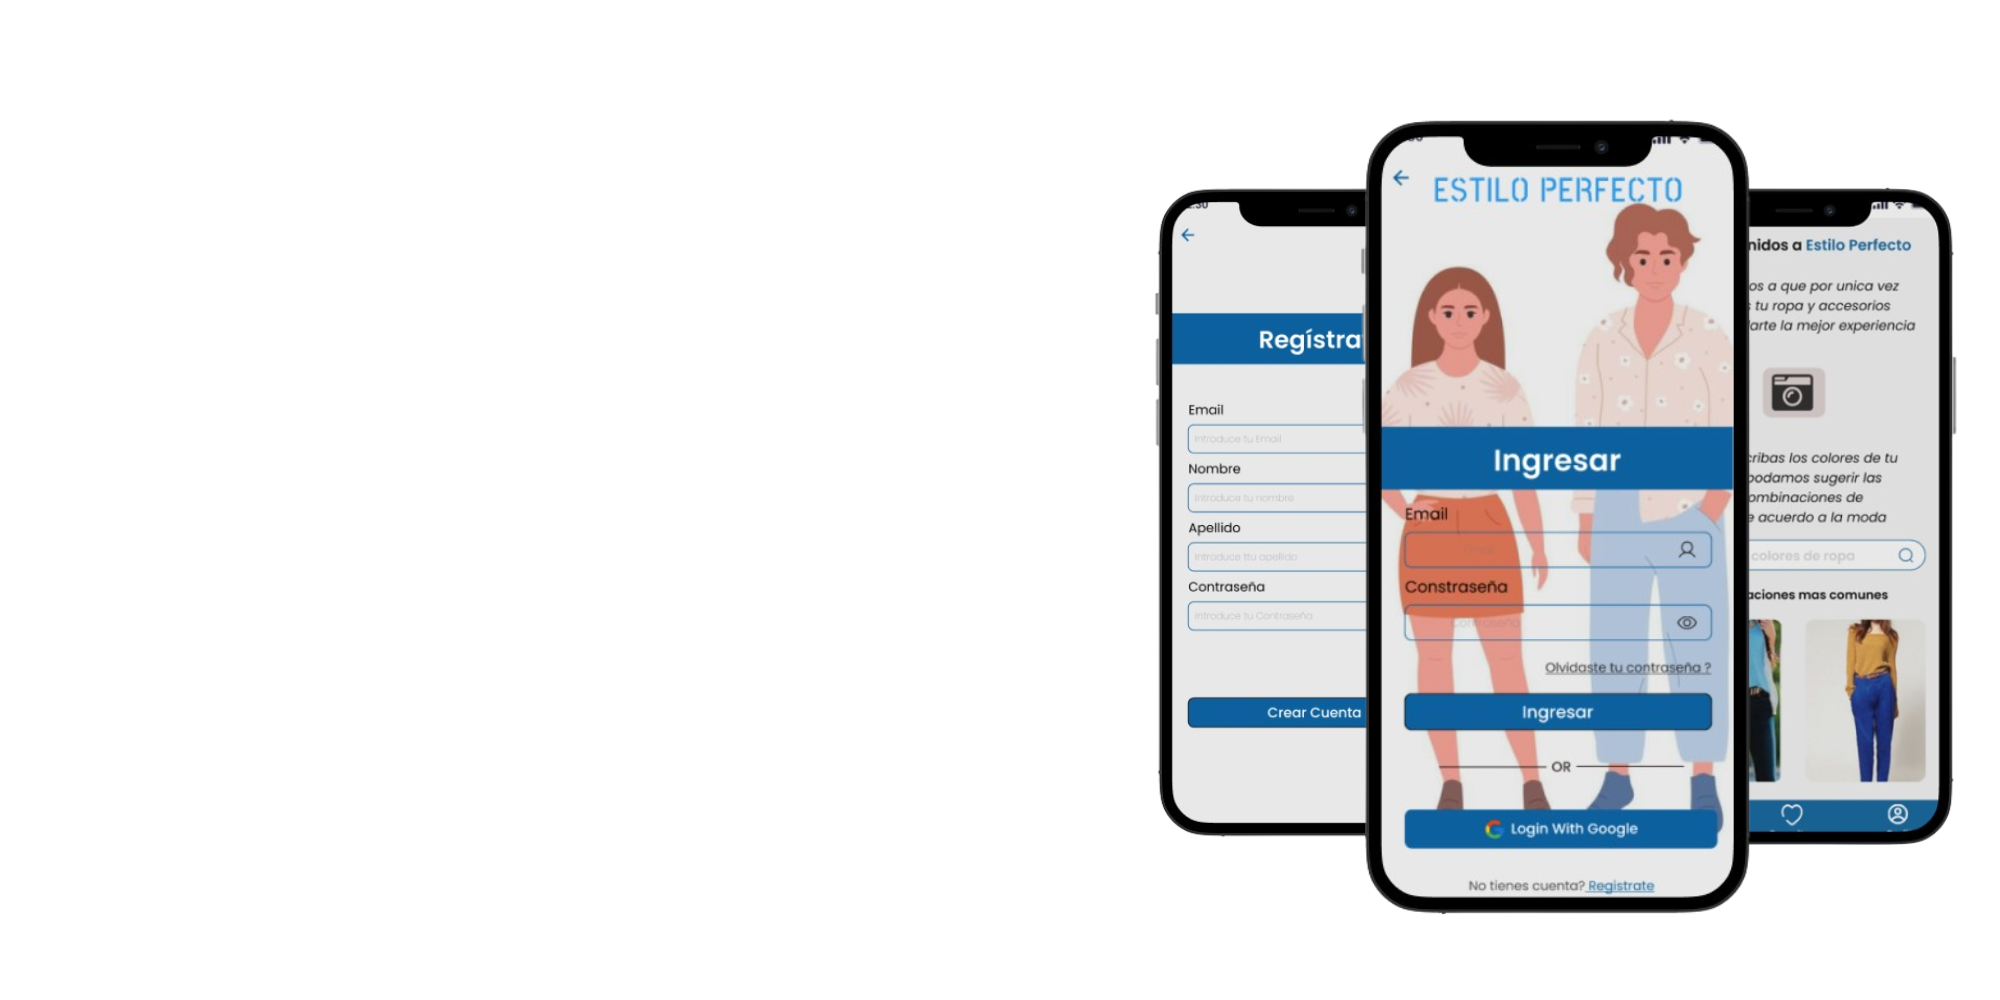 Regístra
Email
Introduce tu Email
Nombre
Introduce tu nombre
Apellido
Introduce ttu apellido
Contraseña
Introduce tu Contraseña
Crear Cuenta
ESTILO PERFECTO
Ingresar
Email
Constraseña
Contraseña
Olvidaste tu contraseña ?
Ingresar
OR
Login With Google
No tienes cuenta? Registrate
nidos a Estilo Perfecto
os a que por unica vez
tu ropa y accesorios
arte la mejor experiencia
cribas los colores de tu
podamos sugerir las
ombinaciones de
e acuerdo a la moda
colores de ropa
aciones mas comunes